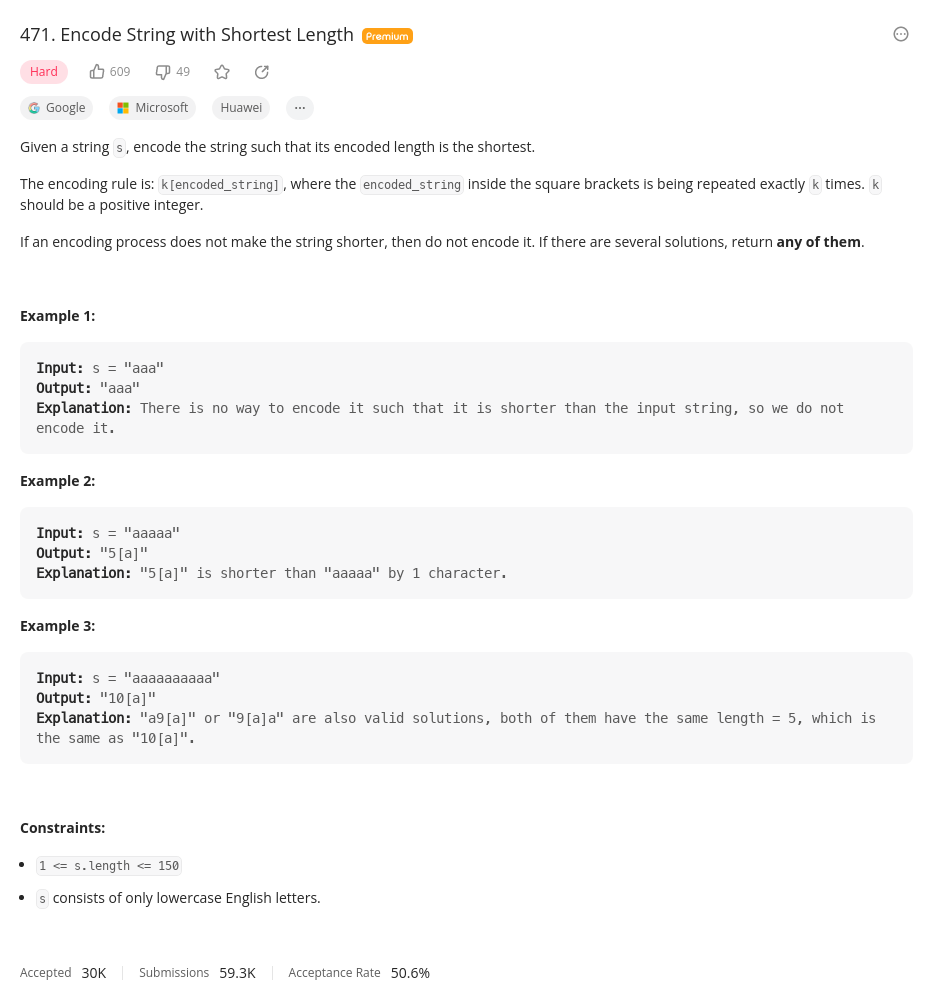 471. Encode String with Shortest Length Premium
Hard 609 49
Google Microsoft Huawei ...
Given a string s, encode the string such that its encoded length is the shortest.
The encoding rule is: k[encoded_string], where the encoded_string inside the square brackets is being repeated exactly k times. k
should be a positive integer.
If an encoding process does not make the string shorter, then do not encode it. If there are several solutions, return any of them.
Example 1:
Input: s = "aaa"
Output: "aaa"
Explanation: There is no way to encode it such that it is shorter than the input string, so we do not
encode it.
Example 2:
Input: s = "aaaaa"
Output: "5[a]"
Explanation: "5[a]" is shorter than "aaaaa" by 1 character.
Example 3:
Input: s = "aaaaaaaaaa"
Output: "10[a]"
Explanation: "a9[a]" or "9[a]a" are also valid solutions, both of them have the same length = 5, which is
the same as "10[a]".
Constraints:
• 1 <= s.length <= 150
• s consists of only lowercase English letters.
Accepted 30K Submissions 59.3K Acceptance Rate 50.6%